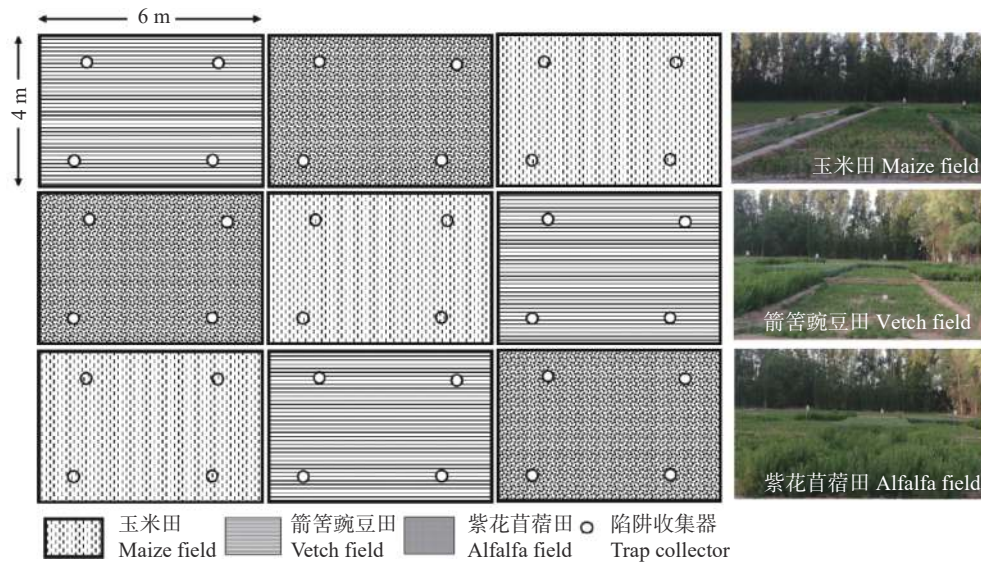 6 m
4 m
玉米田 Maize field
箭筈豌豆田 Vetch field
紫花苜蓿田 Alfalfa field
玉米田
Maize field
箭筈豌豆田
Vetch field
紫花苜蓿田
Alfalfa field
陷阱收集器
Trap collector